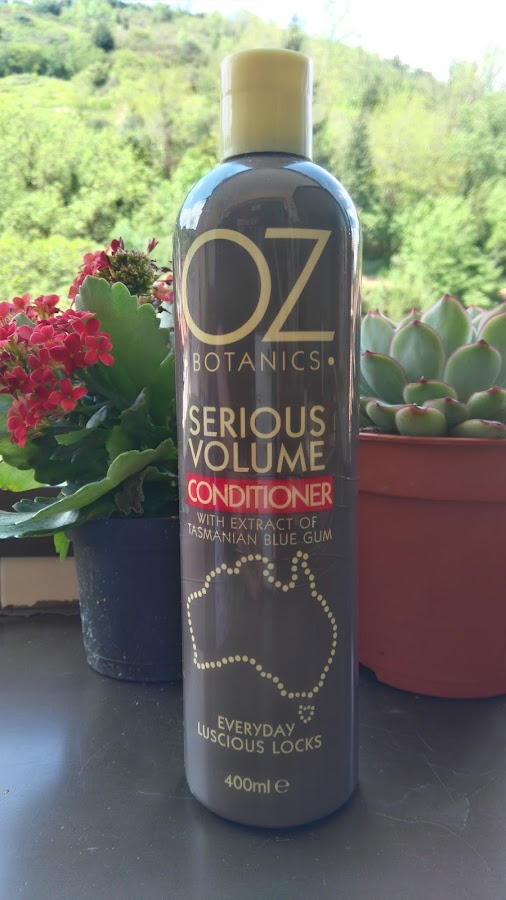 OZ
·BOTANICS·
SERIOUS
VOLUME
CONDITIONER
WITH EXTRACT OF
TASMANIAN BLUE GUM
EVERYDAY
LUSCIOUS LOCKS
400ml e